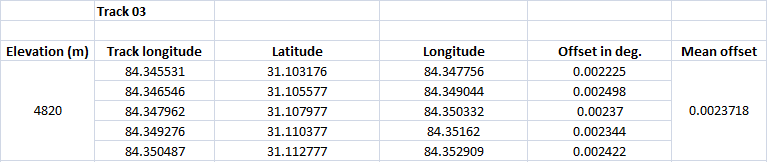 Track 03
Elevation (m) Track longitude Latitude Longitude Offset in deg. Mean offset
84.345531 31.103176 84.347756 0.002225
84.346546 31.105577 84.349044 0.002498
4820 84.347962 31.107977 84.350332 0.00237 0.0023718
84.349276 31.110377 84.35162 0.002344
84.350487 31.112777 84.352909 0.002422